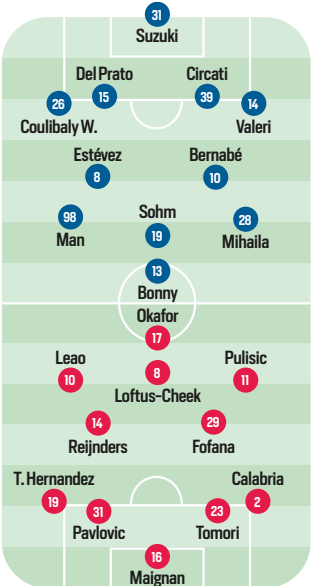 31
Suzuki
Del Prato Circati
26 15 39 14
Coulibaly W. Valeri
Estévez Bernabé
8 10
98 Sohm 28
Man 19 Mihaila
13
Bonny
Okafor
17
Leao Pulisic
10 8 11
Loftus-Cheek
14 29
Reijnders Fofana
T. Hernandez Calabria
19 31 23 2
Pavlovic Tomori
16
Maignan